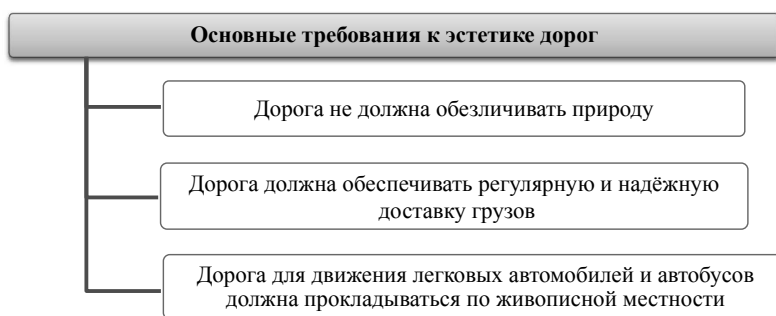 Основные требования к эстетике дорог
Дорога не должна обезличивать природу
Дорога должна обеспечивать регулярную и надёжную
доставку грузов
Дорога для движения легковых автомобилей и автобусов
должна прокладываться по живописной местности